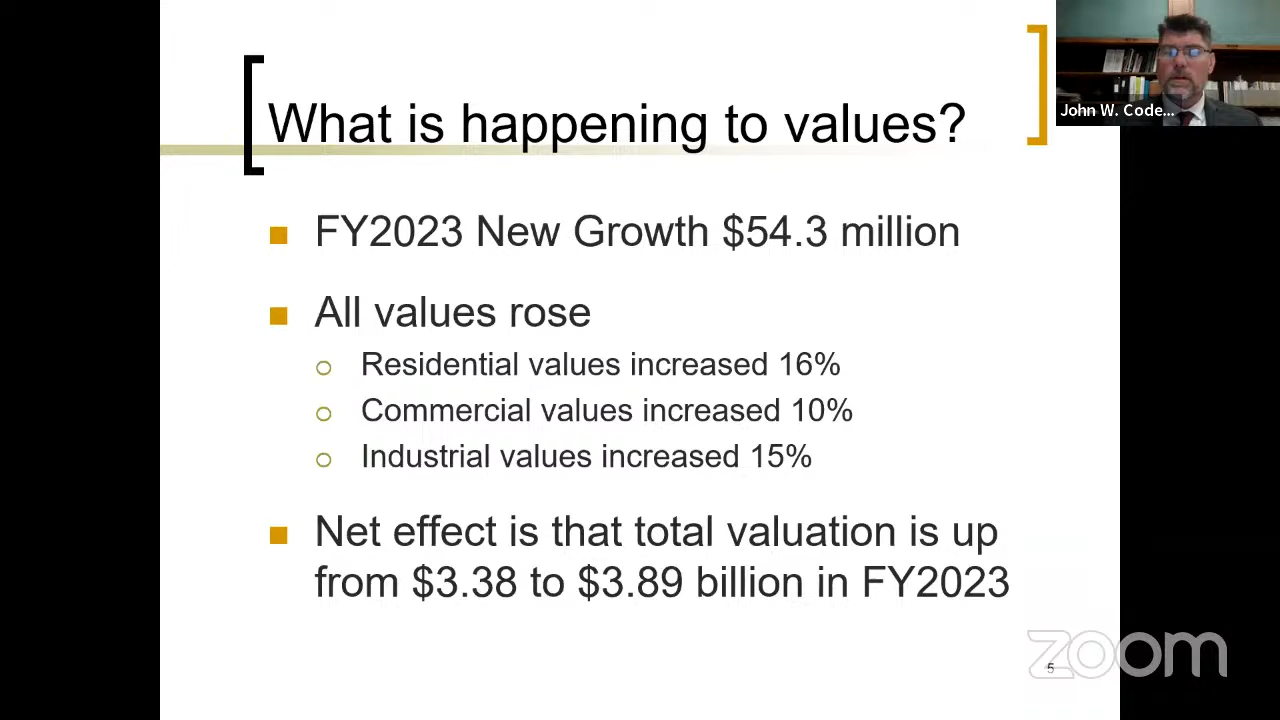 What is happening to values?
John W. Code...
FY2023 New Growth $54.3 million
All values rose
Residential values increased 16%
Commercial values increased 10%
Industrial values increased 15%
Net effect is that total valuation is up
from $3.38 to $3.89 billion in FY2023
zoom
5